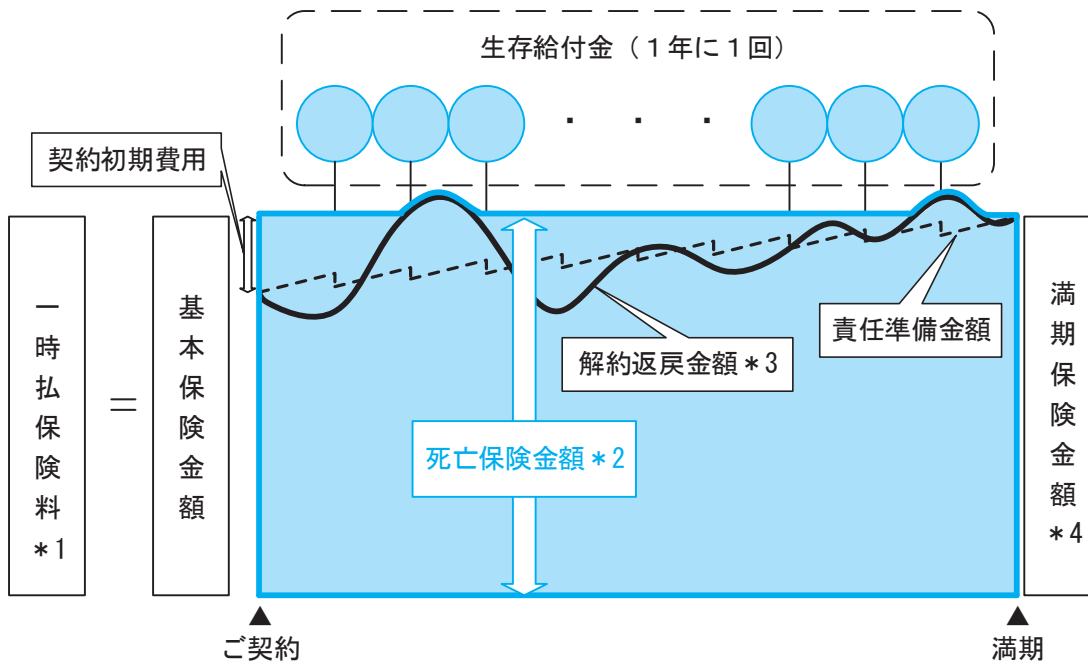 生存給付金（１年に１回）
・ ・ ・
契約初期費用
一時払保険料＊1
＝
基本保険金額
責任準備金額
解約返戻金額＊3
死亡保険金額＊2
満期保険金額＊4
ご契約
満期